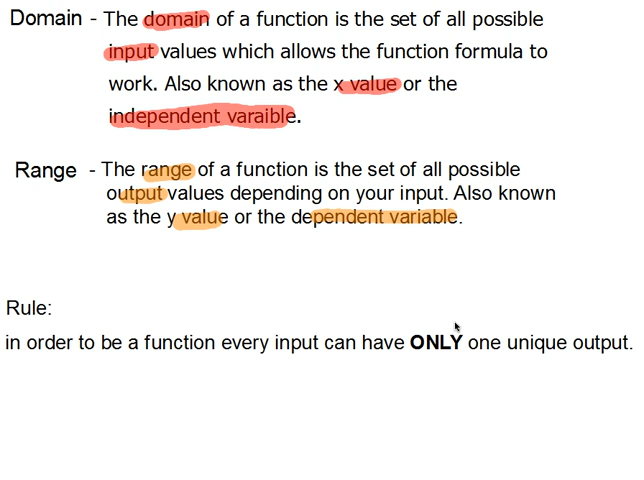 Domain - The domain of a function is the set of all possible
input values which allows the function formula to
work. Also known as the x value or the
independent varaible.
Range - The range of a function is the set of all possible
output values depending on your input. Also known
as the y value or the dependent variable.
Rule:
in order to be a function every input can have ONLY one unique output.